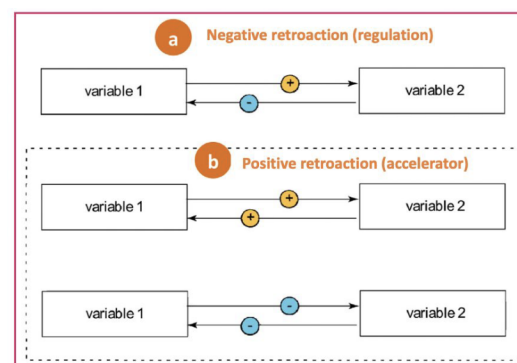 a Negative retroaction (regulation)
variable 1 + variable 2
-
b Positive retroaction (accelerator)
variable 1 + variable 2
+
variable 1 - variable 2
-